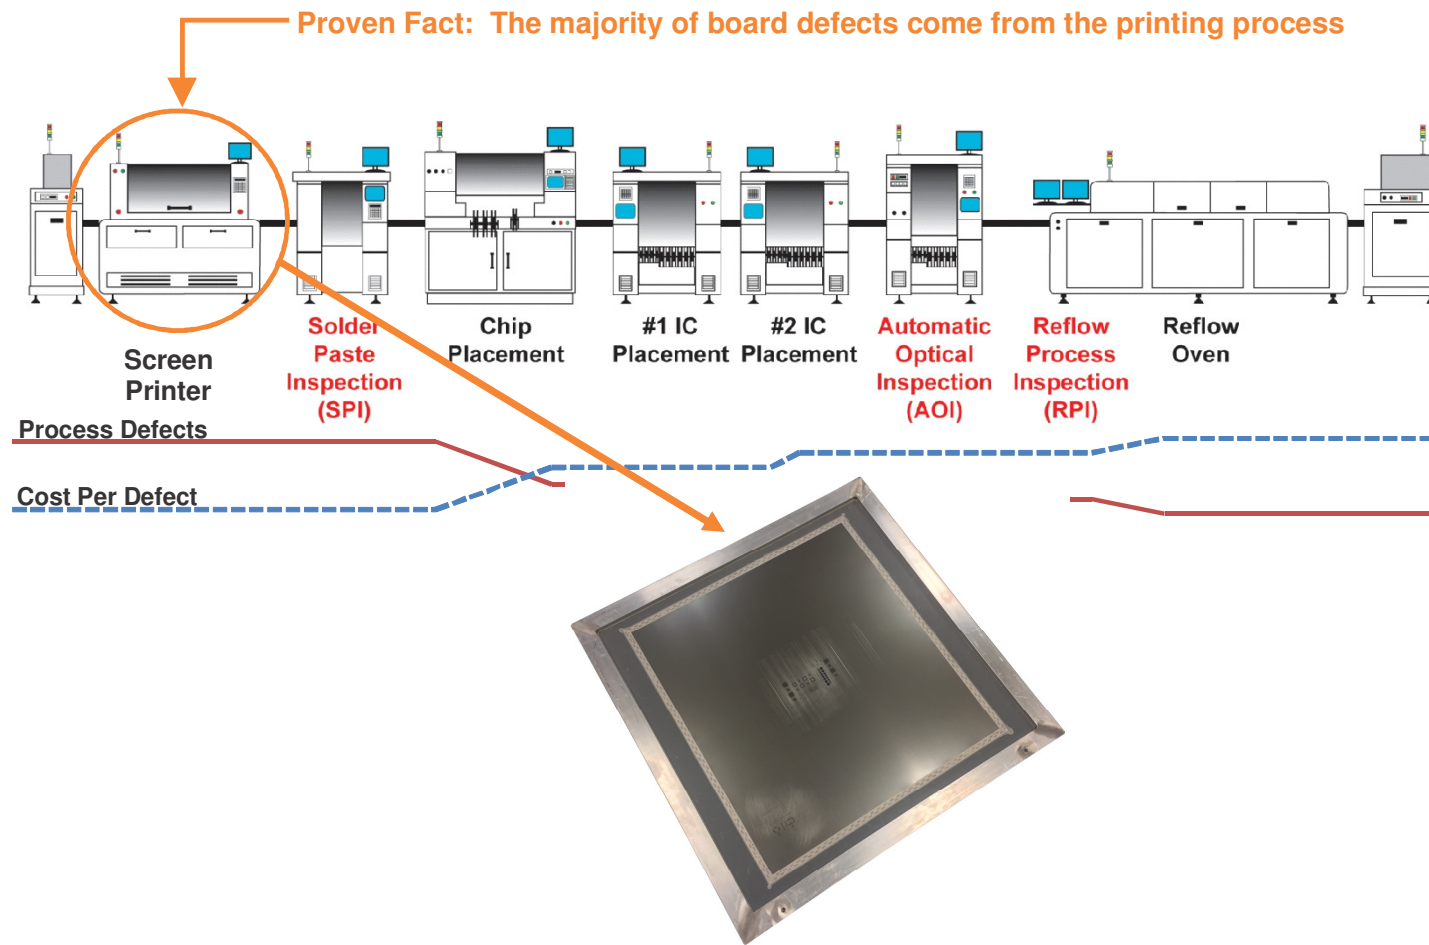 Proven Fact:  The majority of board defects come from the printing process
Screen
Printer
Solder
Paste
Inspection
(SPI)
Chip
Placement
#1 IC
Placement
#2 IC
Placement
Automatic
Optical
Inspection
(AOI)
Reflow
Process
Inspection
(RPI)
Reflow
Oven
Process Defects
Cost Per Defect